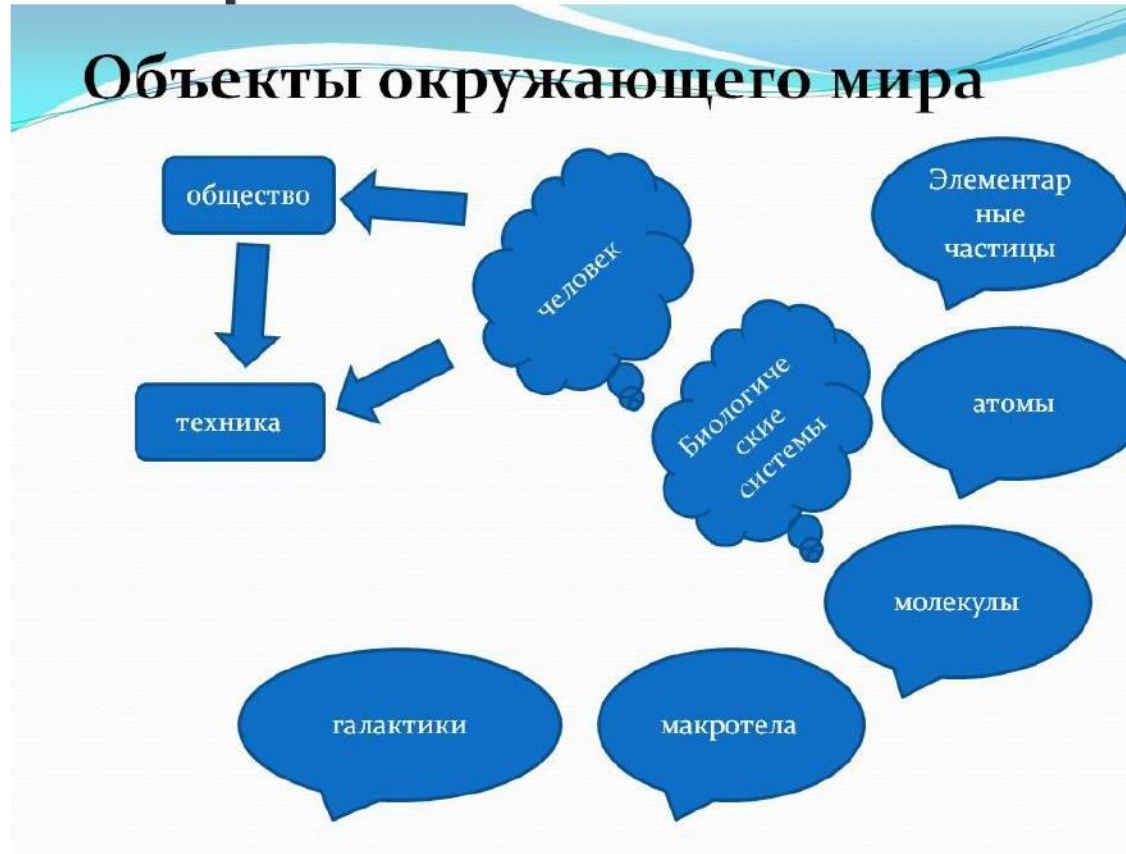 Объекты окружающего мира
общество
человек
Элементар
ные
частицы
техника
Биологиче
ские
системы
атомы
молекулы
галактики
макротела